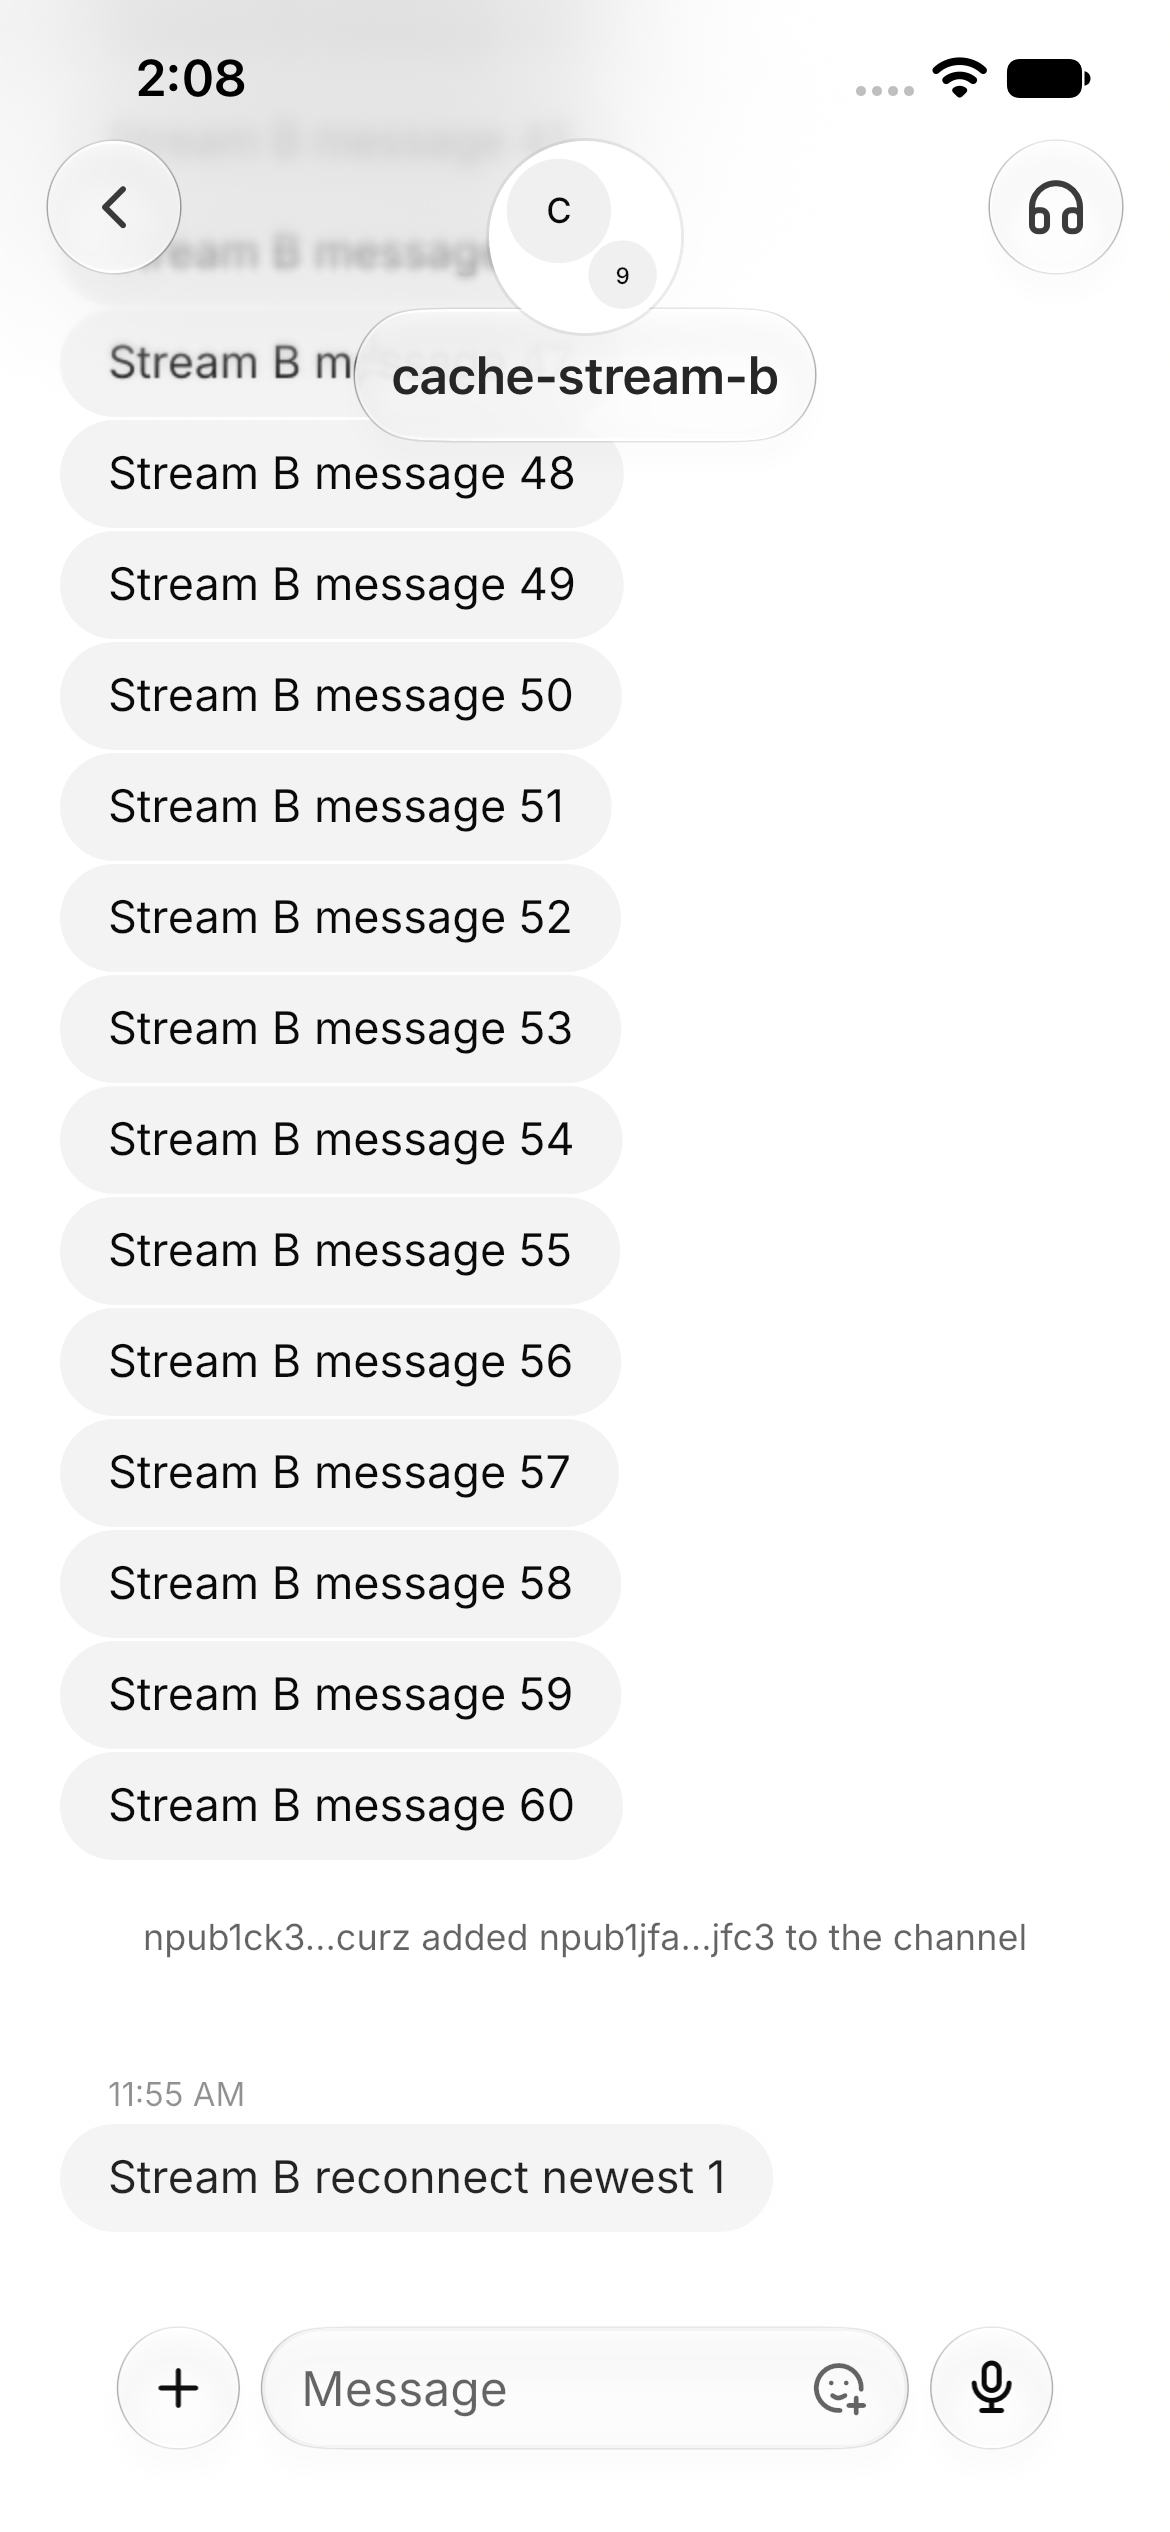 2:08
C
9
Stream B message
Stream B m
cache-stream-b
Stream B message 48
Stream B message 49
Stream B message 50
Stream B message 51
Stream B message 52
Stream B message 53
Stream B message 54
Stream B message 55
Stream B message 56
Stream B message 57
Stream B message 58
Stream B message 59
Stream B message 60
npub1ck3...curz added npub1jfa...jfc3 to the channel
11:55 AM
Stream B reconnect newest 1
Message